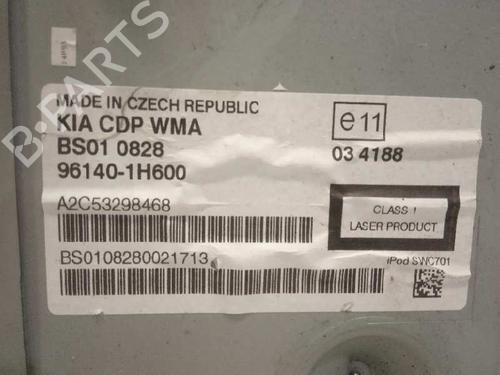 B-PARTS
MADE IN CZECH REPUBLIC
KIA CDP WMA
BS01 0828
96140-1H600
e11
03 4188
A2C53298468
CLASS 1
LASER PRODUCT
BS0108280021713
iPod SWC701